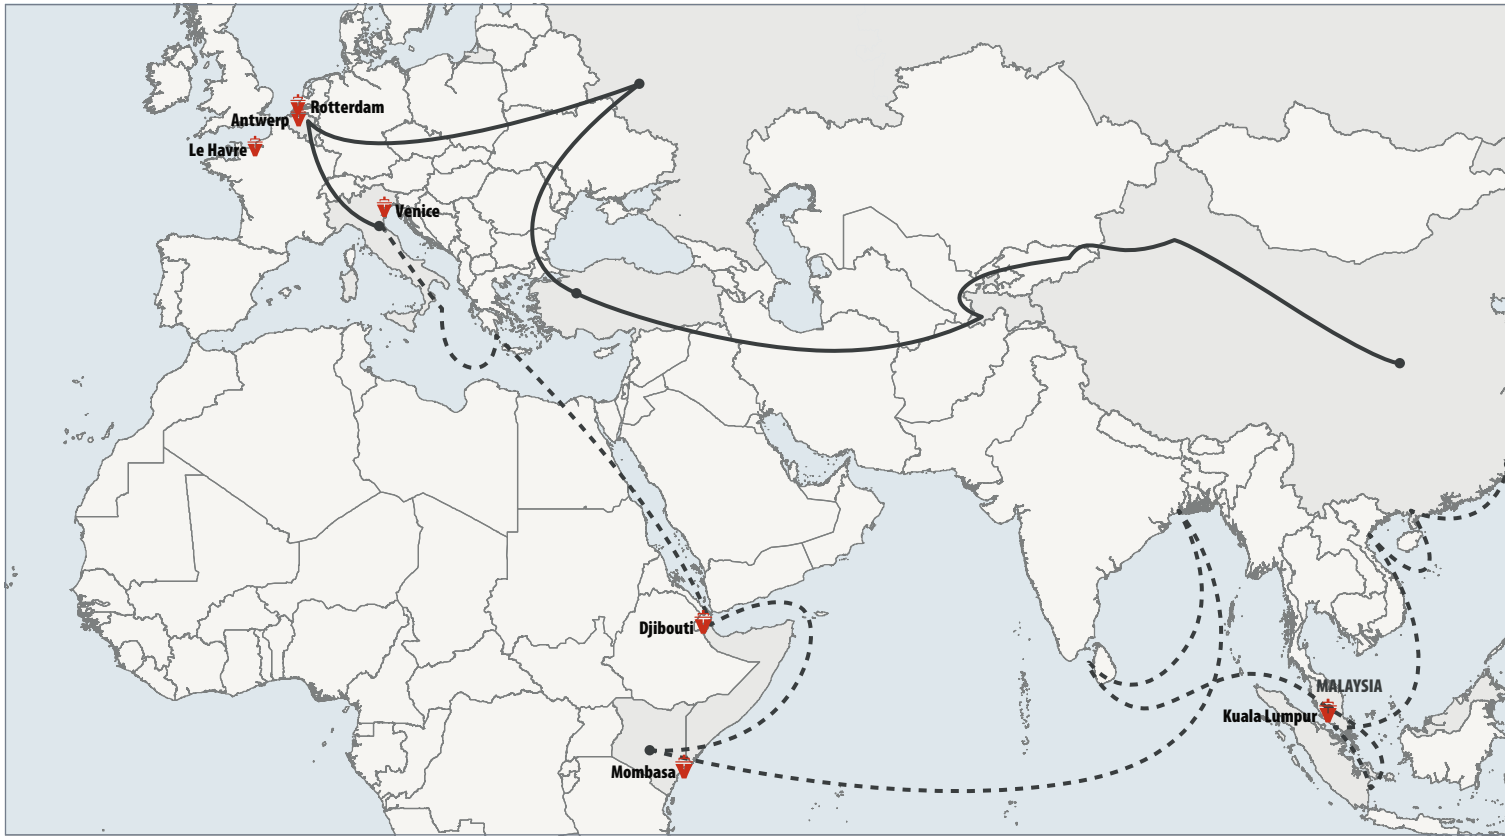 Rotterdam
Antwerp
Le Havre
Venice
Djibouti
MALAYSIA
Kuala Lumpur
Mombasa